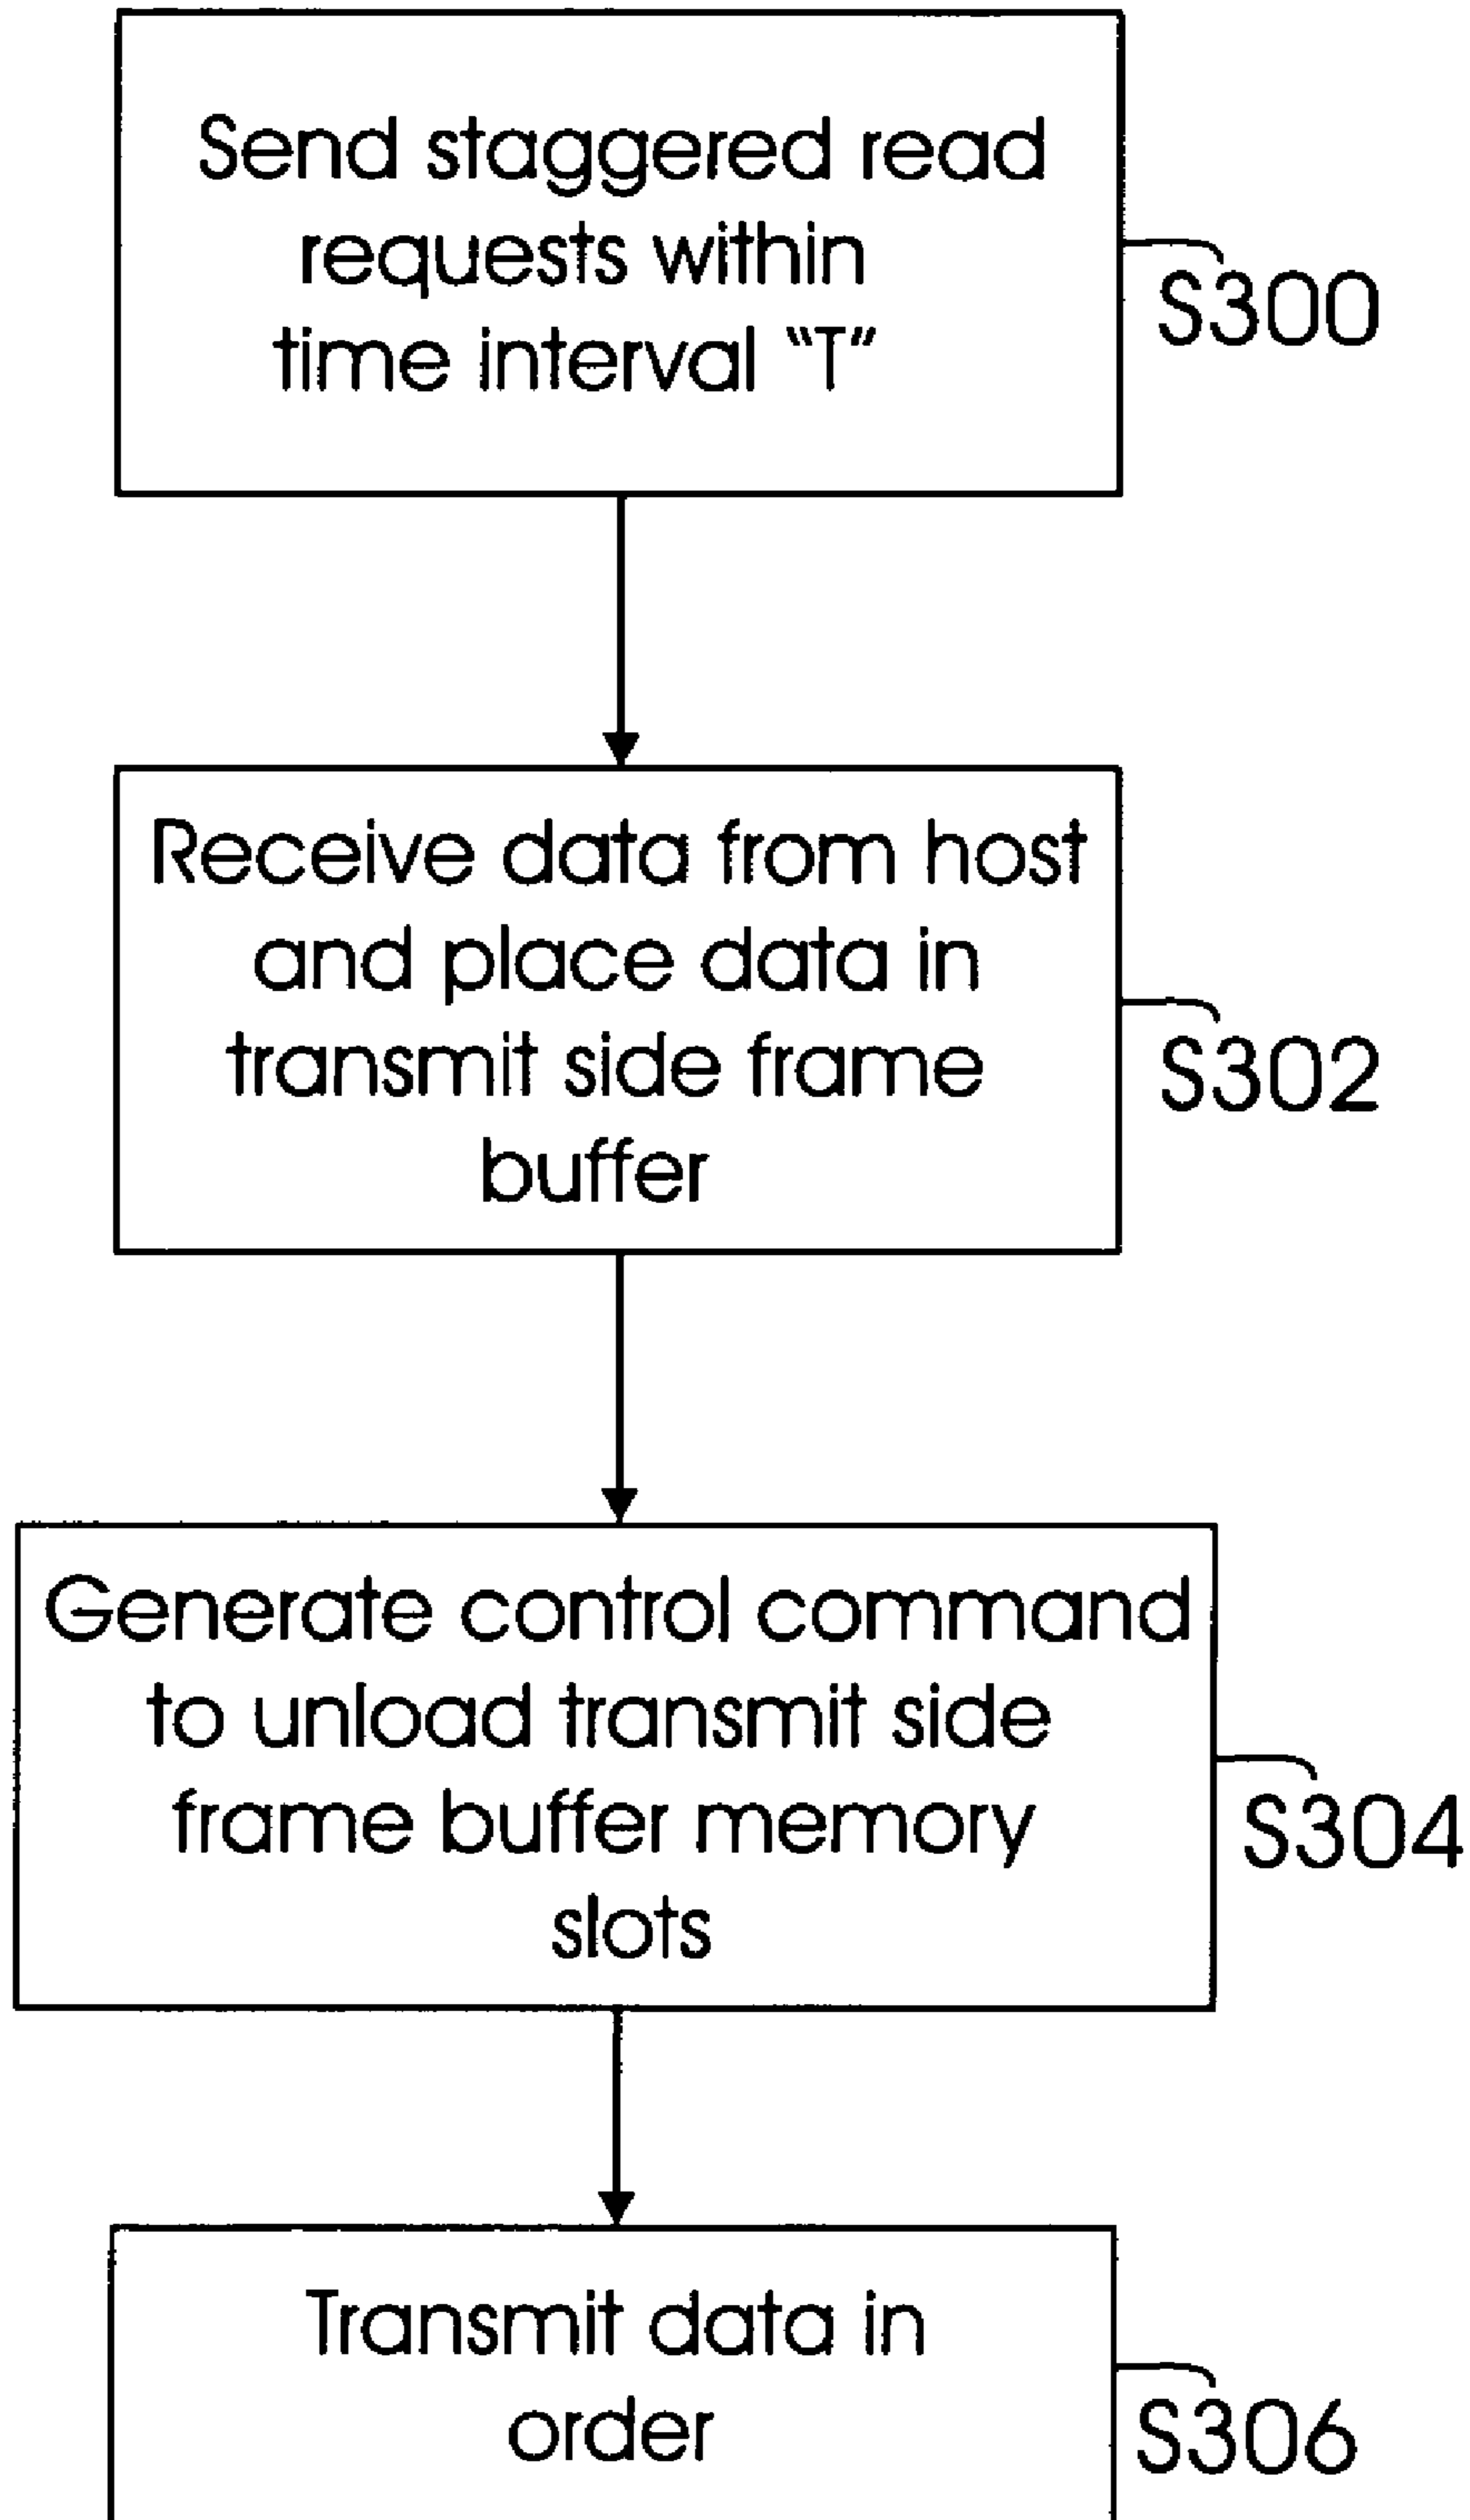 Send staggered read
requests within
time interval "T"
S300
Receive data from host
and place data in
transmit side frame
buffer
S302
Generate control command
to unload transmit side
frame buffer memory
slots
S304
Transmit data in
order
S306